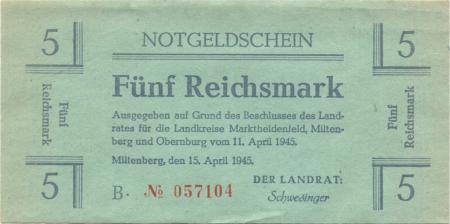 5 NOTGELDSCHEIN 5
Fünf Reichsmark
Fünf Reichsmark
Fünf Reichsmark
Ausgegeben auf Grund des Beschlusses des Land-
rates für die Landkreise Marktheidenfeld, Milten-
berg und Obernburg vom 11. April 1945.
Miltenberg, den 15. April 1945.
DER LANDRAT:
5 B. № 057104 Schwesinger 5